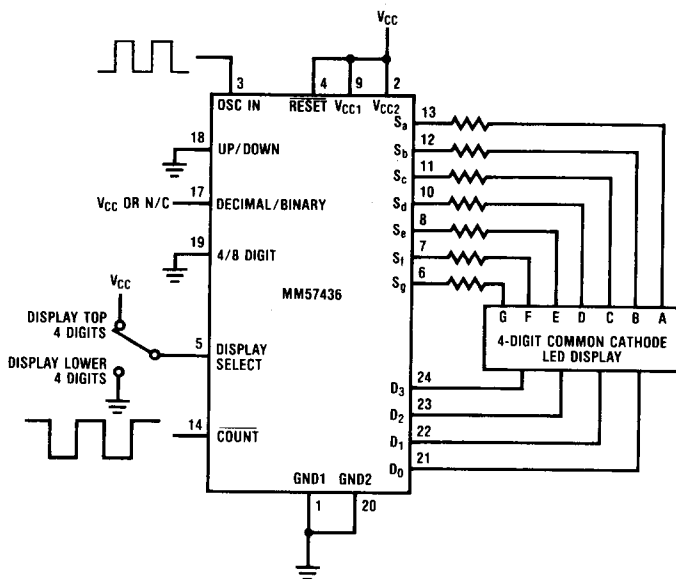 VCC
3
4
9
2
OSC IN
RESET
VCC1
VCC2
13
Sa
12
Sb
11
Sc
10
Sd
8
Se
7
Sf
6
Sg
18
UP/DOWN
VCC OR N/C
17
DECIMAL/BINARY
19
4/8 DIGIT
MM57436
VCC
DISPLAY TOP
4 DIGITS
DISPLAY LOWER
4 DIGITS
5
DISPLAY
SELECT
14
COUNT
G F E D C B A
4-DIGIT COMMON CATHODE
LED DISPLAY
24
D3
23
D2
22
D1
21
D0
GND1 GND2
1
20